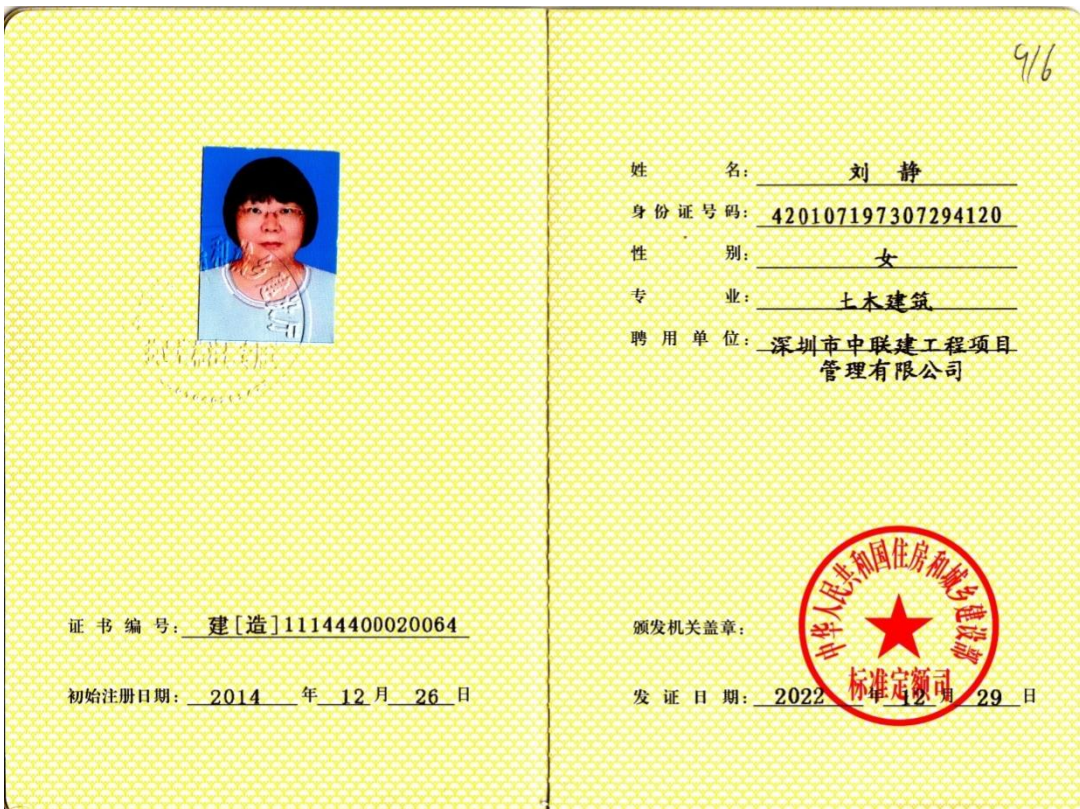 416
姓 名： 刘 静
身份证号码： 420107197307294120
性 别： 女
专 业： 土木建筑
聘用单位： 深圳市中联建工程项目
管理有限公司
证书编号： 建[造]11144400020064
初始注册日期： 2014 年 12 月 26 日
颁发机关盖章：
中华人民共和国住房和城乡建设部
标准定额司
发证日期： 2022 年 12 月 29 日